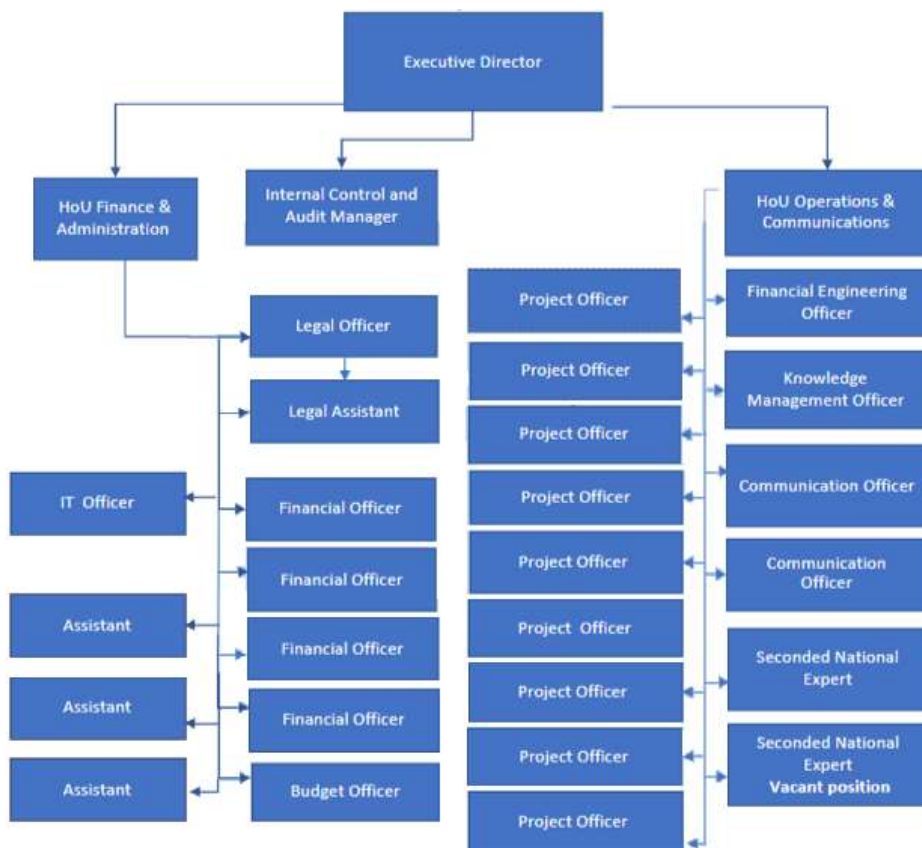 Executive Director
HoU Finance &
Administration
Internal Control and
Audit Manager
HoU Operations &
Communications
Legal Officer
Legal Assistant
IT Officer
Financial Officer
Financial Officer
Assistant
Financial Officer
Assistant
Financial Officer
Assistant
Budget Officer
Project Officer
Project Officer
Project Officer
Project Officer
Project Officer
Project Officer
Project Officer
Project Officer
Project Officer
Financial Engineering
Officer
Knowledge
Management Officer
Communication Officer
Communication
Officer
Seconded National
Expert
Seconded National
Expert
Vacant position